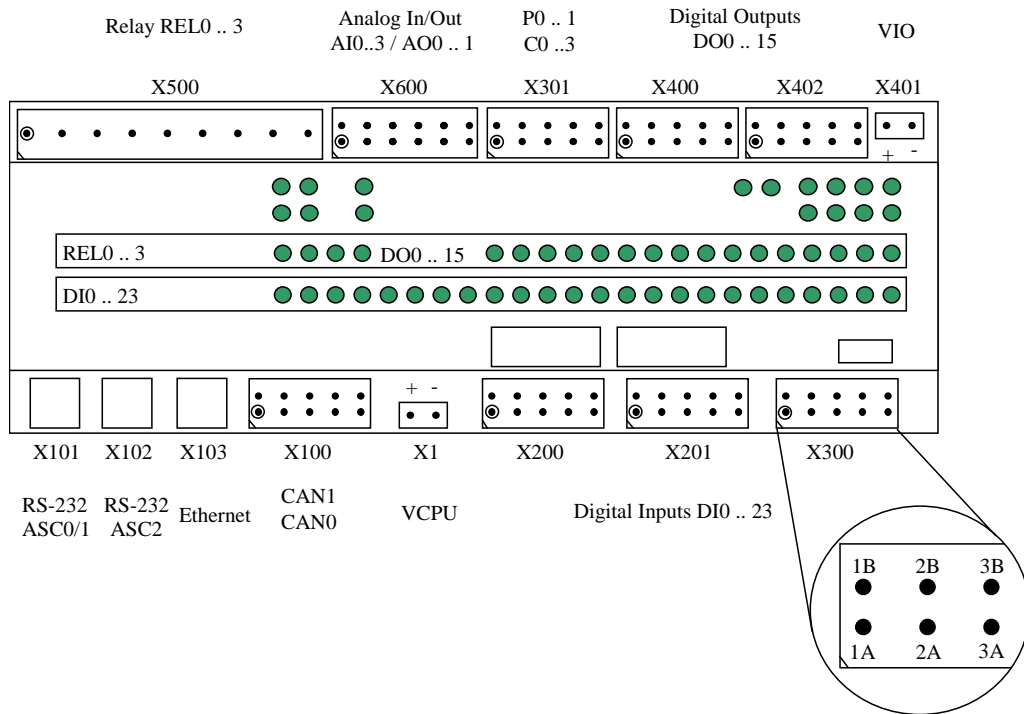 Relay REL0 .. 3
Analog In/Out
AI0..3 / AO0 .. 1
P0 .. 1
C0 ..3
Digital Outputs
DO0 .. 15
VIO
X500 X600 X301 X400 X402 X401
+ -
REL0 .. 3 DO0 .. 15
DI0 .. 23
+ -
X101 X102 X103 X100 X1 X200 X201 X300
RS-232
ASC0/1
RS-232
ASC2
Ethernet
CAN1
CAN0
VCPU
Digital Inputs DI0 .. 23
1B 2B 3B
1A 2A 3A